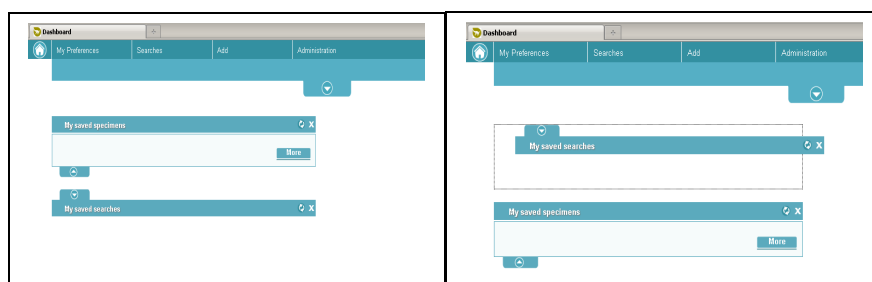 Dashboard
My Preferences Searches Add Administration
My saved specimens
More
My saved searches
Dashboard
My Preferences Searches Add Administration
My saved searches
My saved specimens
More